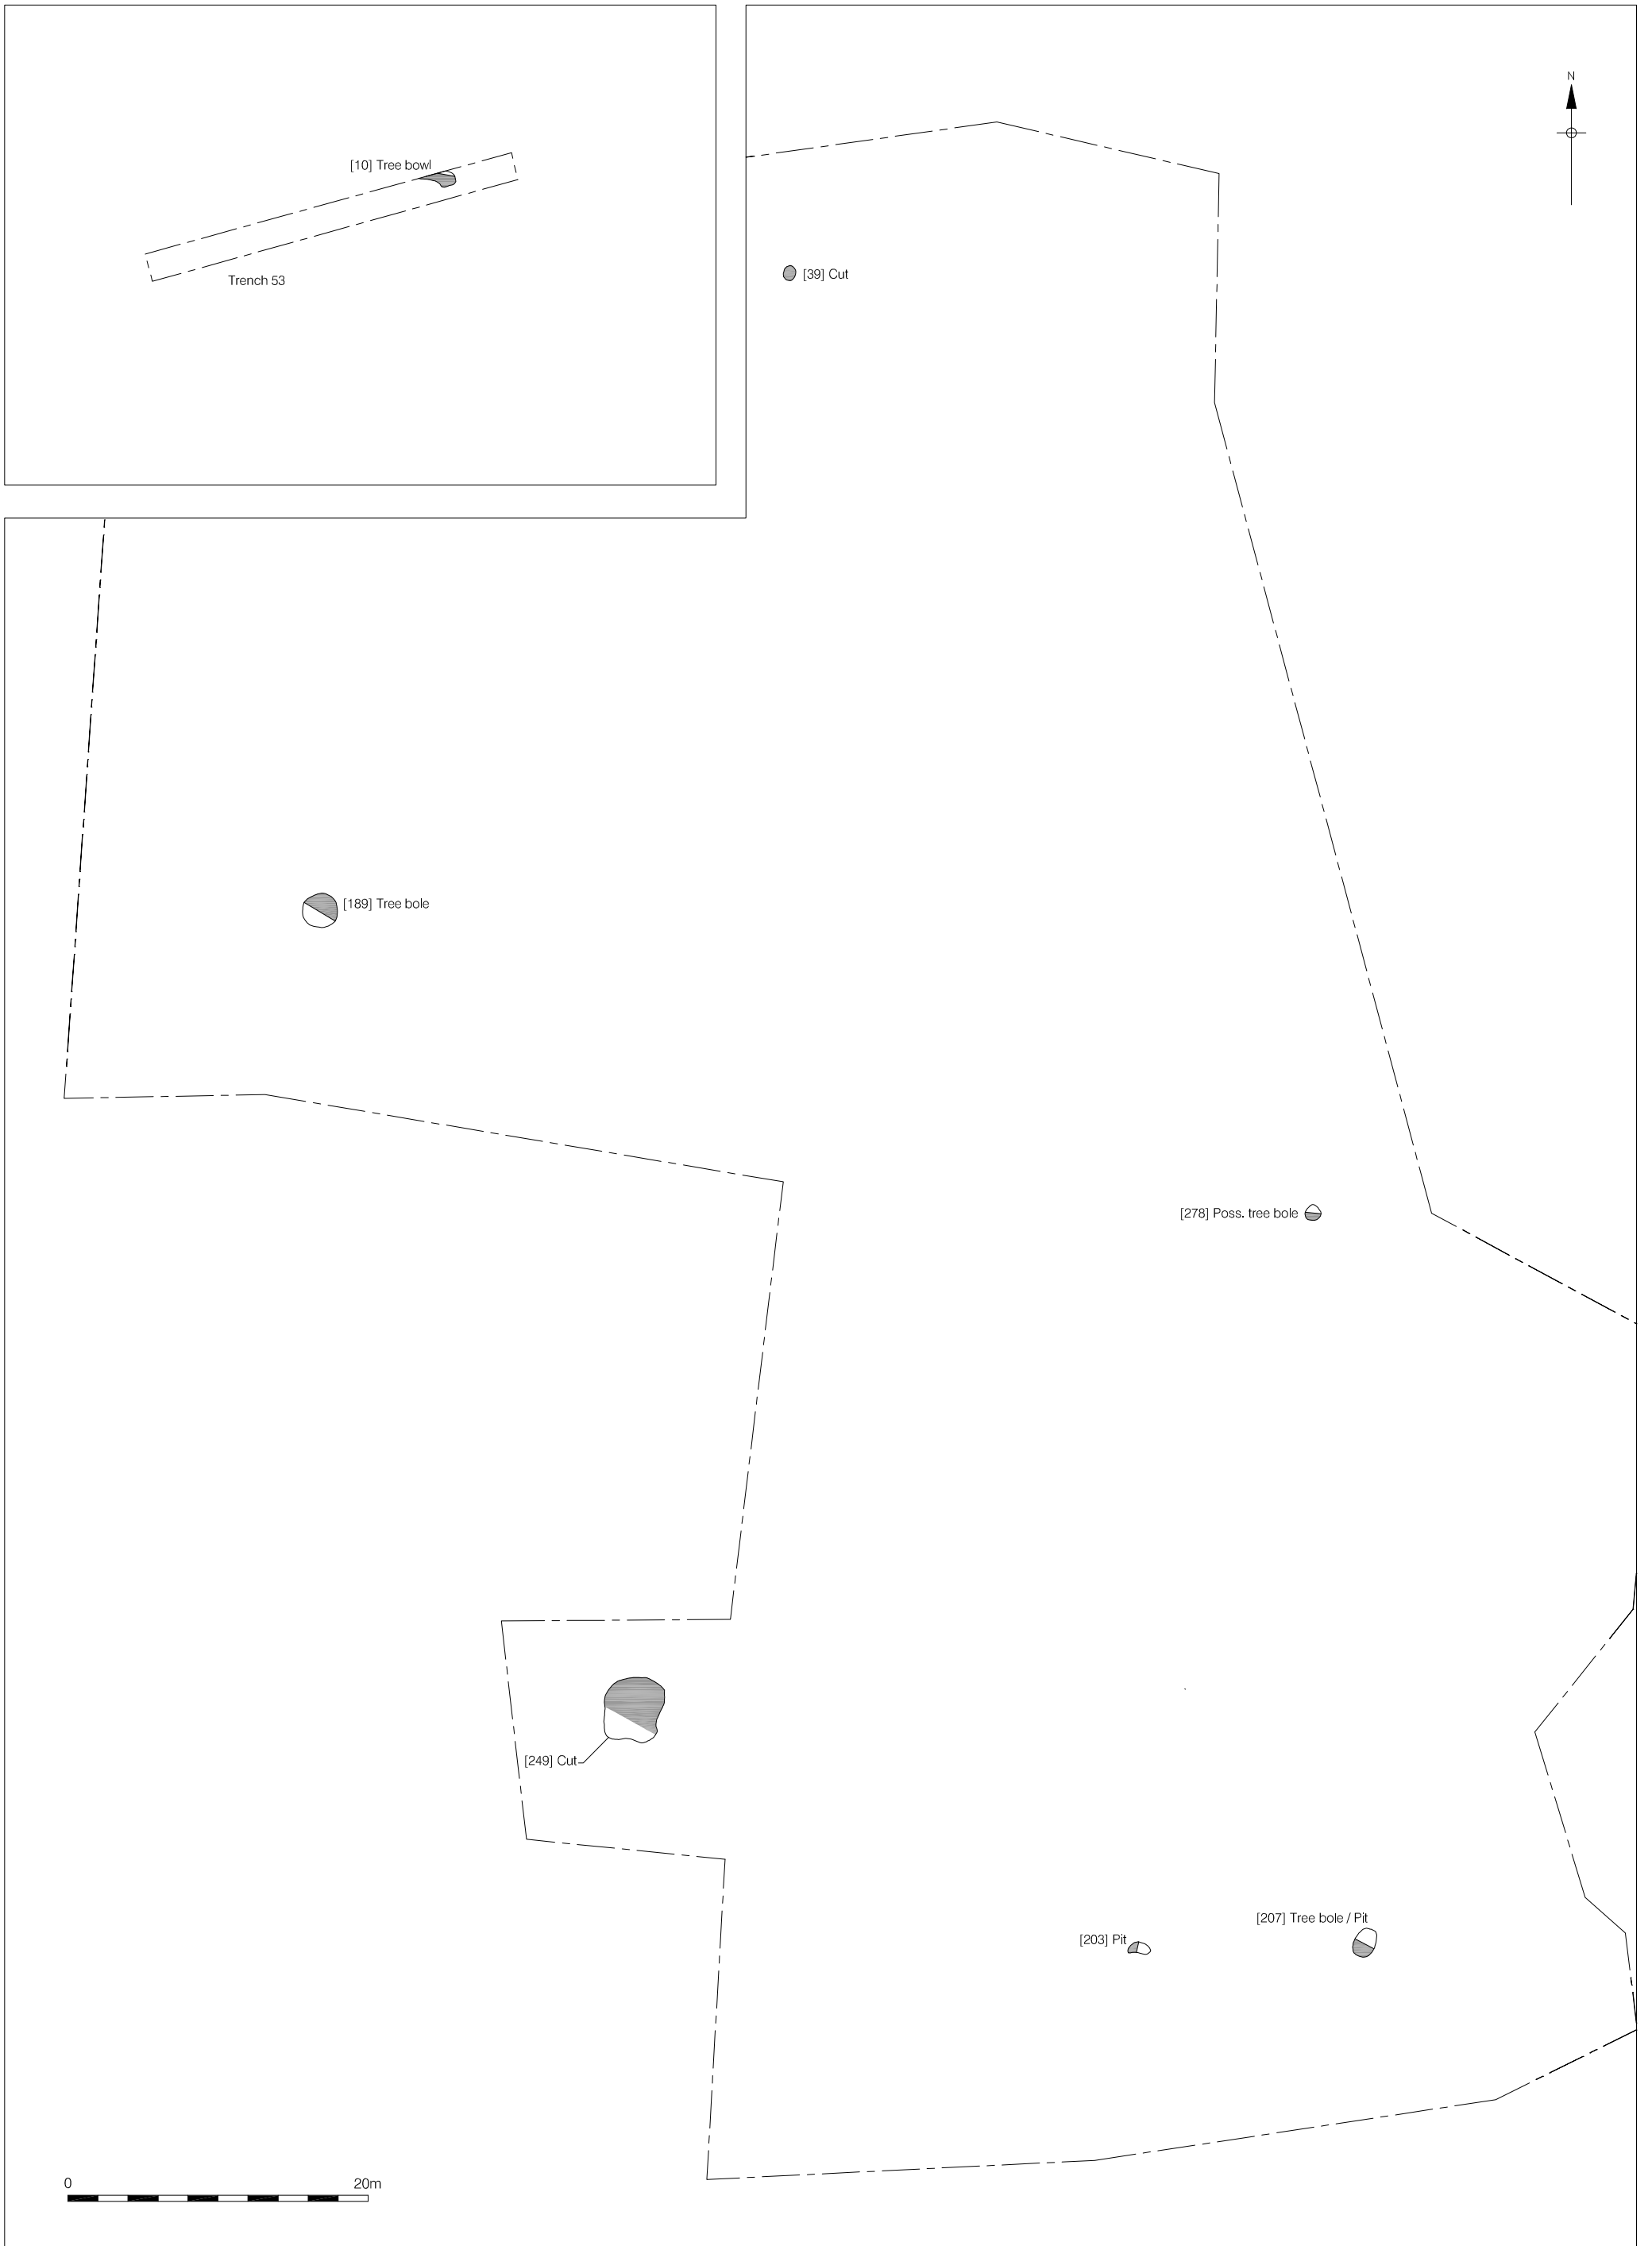 N
[10] Tree bowl
Trench 53
[39] Cut
[189] Tree bole
[278] Poss. tree bole
[249] Cut
[207] Tree bole / Pit
[203] Pit
0 20m